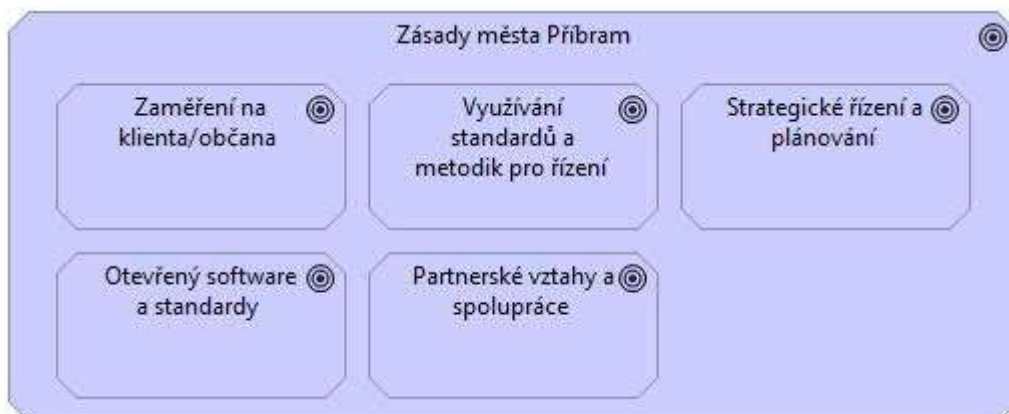 Zásady města Příbram
Zaměření na
klienta/občana
Využívání
standardů a
metodik pro řízení
Strategické řízení a
plánování
Otevřený software
a standardy
Partnerské vztahy a
spolupráce